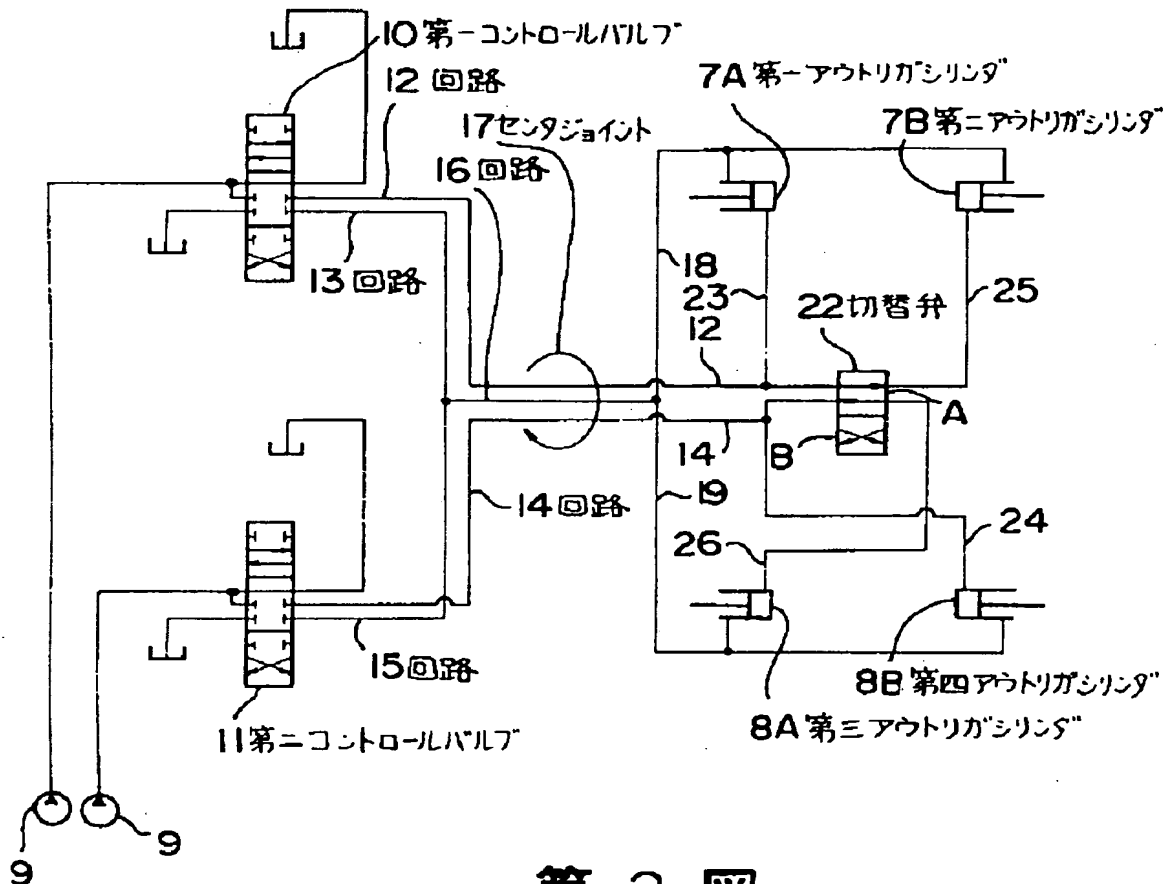 10 第一コントロールバルブ
12 回路
17 センタジョイント
16 回路
7A 第一アウトリガシリンダ
7B 第二アウトリガシリンダ
13 回路
18
23
12
22 切替弁
25
A
B
14
14 回路
19
26
24
15 回路
11 第二コントロールバルブ
8B 第四アウトリガシリンダ
8A 第三アウトリガシリンダ
9
9